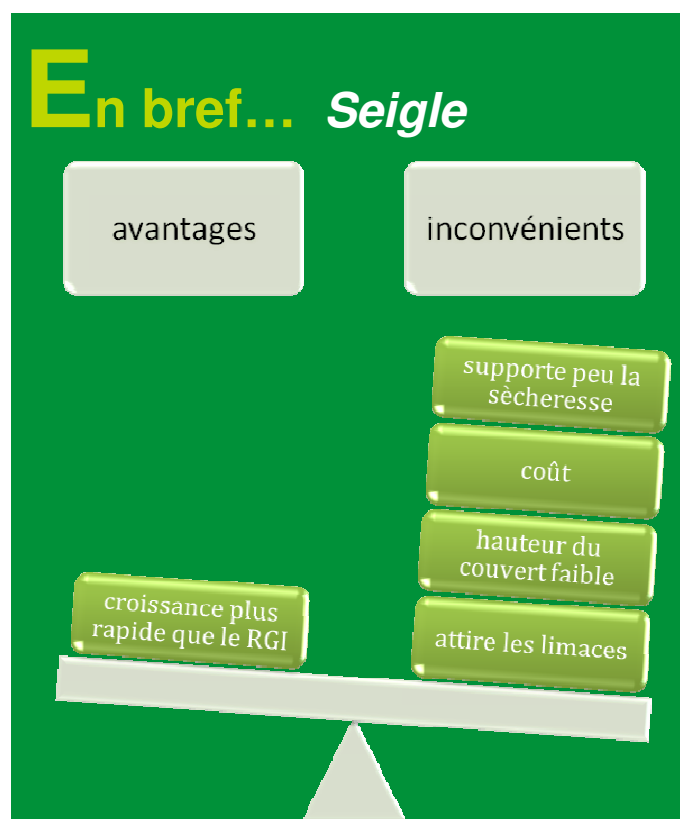 En bref… Seigle
avantages
inconvénients
supporte peu la
sècheresse
coût
hauteur du
couvert faible
croissance plus
rapide que le RGI
attire les limaces